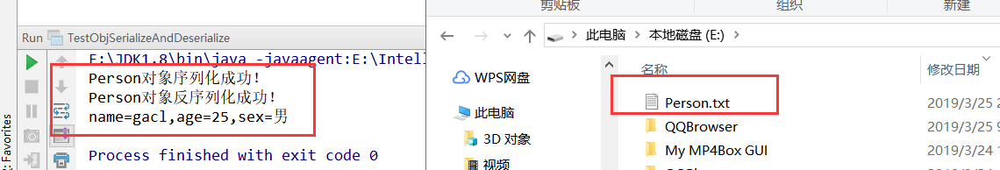 Run TestObjSerializeAndDeserialize
E:\JDK1.8\bin\java -javaagent:E:\Intel
Person对象序列化成功!
Person对象反序列化成功!
name=gacl,age=25,sex=男
Process finished with exit code 0
Favorites
剪贴板 组织 新建
此电脑 本地磁盘 (E:)
名称 修改日期
WPS网盘
此电脑
3D 对象
视频
Person.txt 2019/3/25
QQBrowser 2019/3/25
My MP4Box GUI 2019/3/24